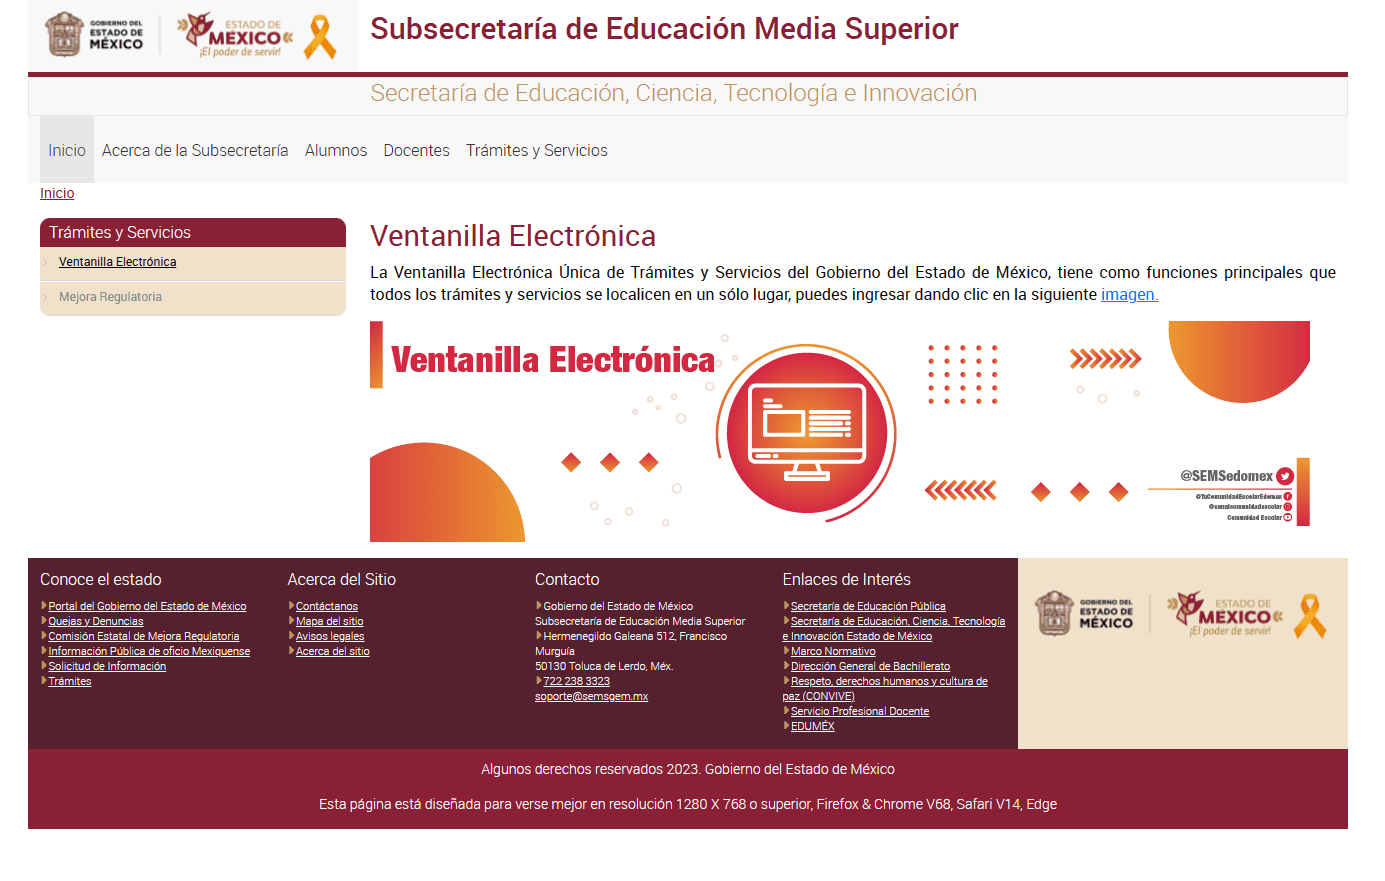 GOBIERNO DEL
ESTADO DE
MÉXICO
ESTADO DE
MÉXICO
¡El poder de servir!
Subsecretaría de Educación Media Superior
Secretaría de Educación, Ciencia, Tecnología e Innovación
Inicio Acerca de la Subsecretaría Alumnos Docentes Trámites y Servicios
Inicio
Trámites y Servicios
Ventanilla Electrónica
Mejora Regulatoria
Ventanilla Electrónica
La Ventanilla Electrónica Única de Trámites y Servicios del Gobierno del Estado de México, tiene como funciones principales que
todos los trámites y servicios se localicen en un sólo lugar, puedes ingresar dando clic en la siguiente imagen.
Ventanilla Electrónica
@SEMSedomex
@TuComunidadEscolarEdomex
@canalcomunidadescolar
Comunidad Escolar
Conoce el estado
Portal del Gobierno del Estado de México
Quejas y Denuncias
Comisión Estatal de Mejora Regulatoria
Información Pública de oficio Mexiquense
Solicitud de Información
Trámites
Acerca del Sitio
Contáctanos
Mapa del sitio
Avisos legales
Acerca del sitio
Contacto
Gobierno del Estado de México
Subsecretaría de Educación Media Superior
Hermenegildo Galeana 512, Francisco
Murguía
50130 Toluca de Lerdo, Méx.
722 238 3323
soporte@semsgem.mx
Enlaces de Interés
Secretaría de Educación Pública
Secretaría de Educación, Ciencia, Tecnología
e Innovación Estado de México
Marco Normativo
Dirección General de Bachillerato
Respeto, derechos humanos y cultura de
paz (CONVIVE)
Servicio Profesional Docente
EDUMÉX
GOBIERNO DEL
ESTADO DE
MÉXICO
ESTADO DE
MÉXICO
¡El poder de servir!
Algunos derechos reservados 2023. Gobierno del Estado de México
Esta página está diseñada para verse mejor en resolución 1280 X 768 o superior, Firefox & Chrome V68, Safari V14, Edge